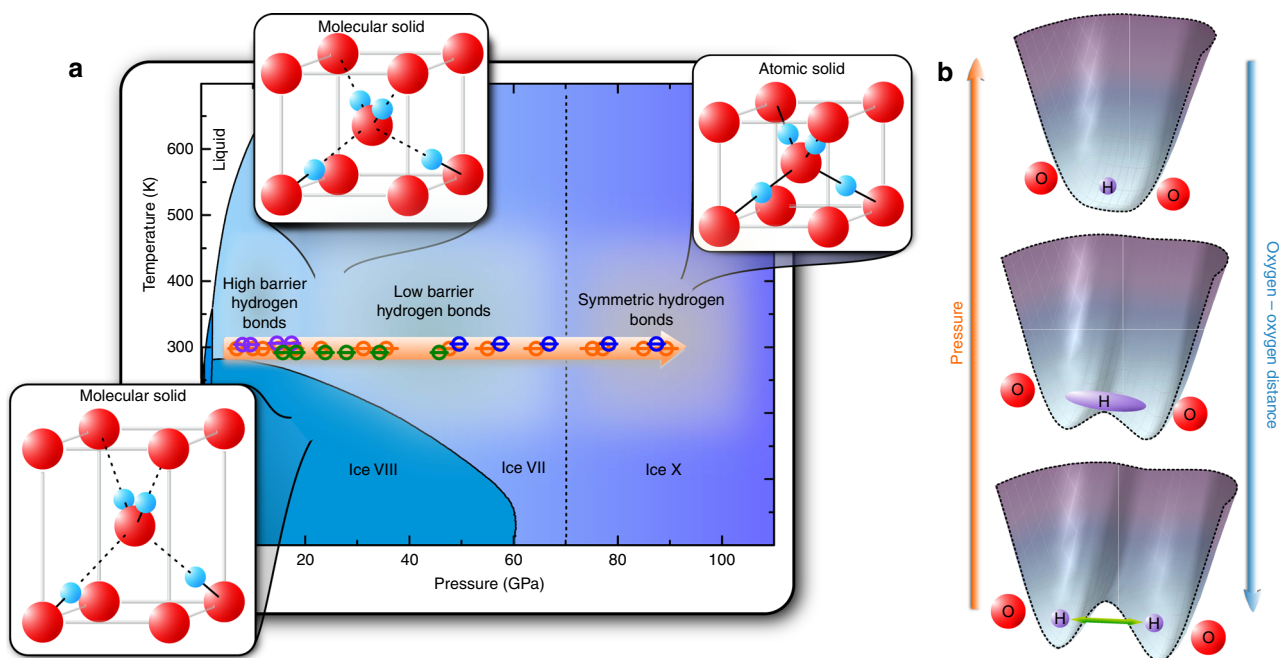 a
Molecular solid
Atomic solid
Temperature (K)
600
500
400
300
Liquid
High barrier
hydrogen
bonds
Low barrier
hydrogen bonds
Symmetric hydrogen
bonds
Ice VIII
Ice VII
Ice X
20
40
60
80
100
Pressure (GPa)
Molecular solid
b
Pressure
Oxygen – oxygen distance
O
H
O
O
H
O
O
H
H
O